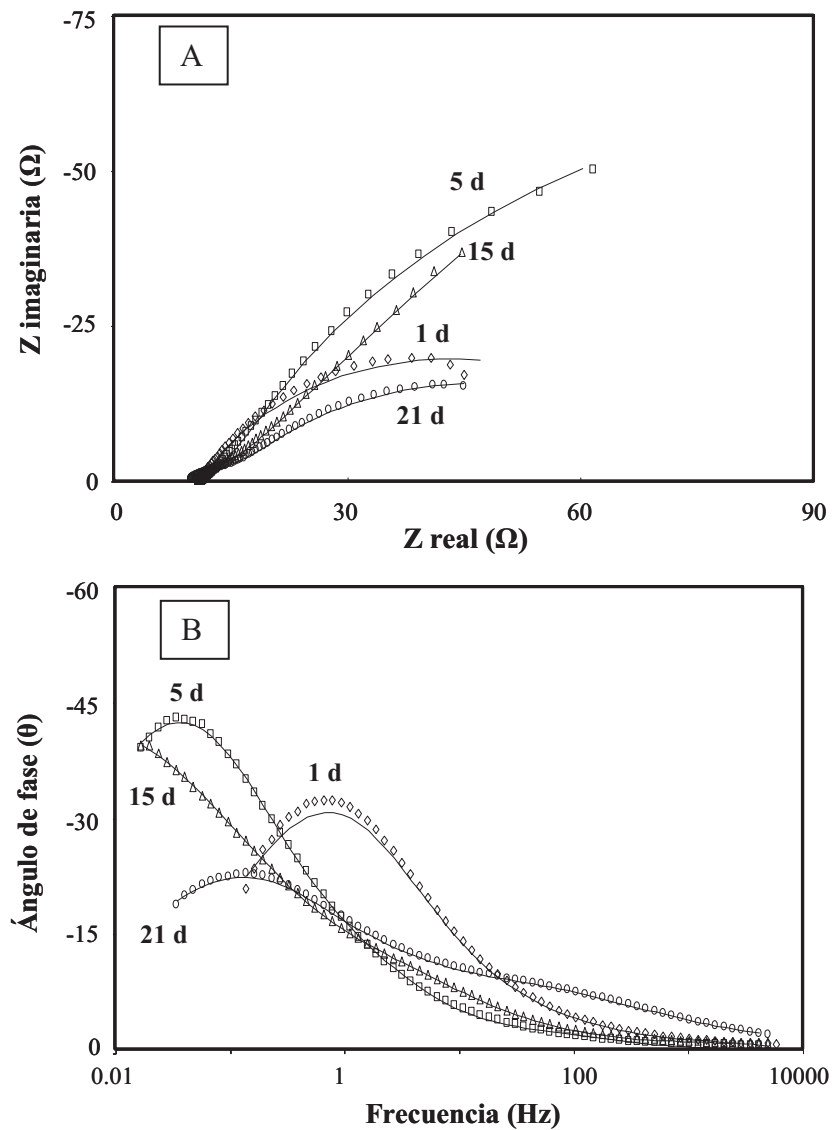 A
-75
-50
-25
0
Z imaginaria (Ω)
5 d
15 d
1 d
21 d
0
30
60
90
Z real (Ω)
B
-60
-45
-30
-15
0
Ángulo de fase (θ)
5 d
1 d
15 d
21 d
0.01
1
100
10000
Frecuencia (Hz)